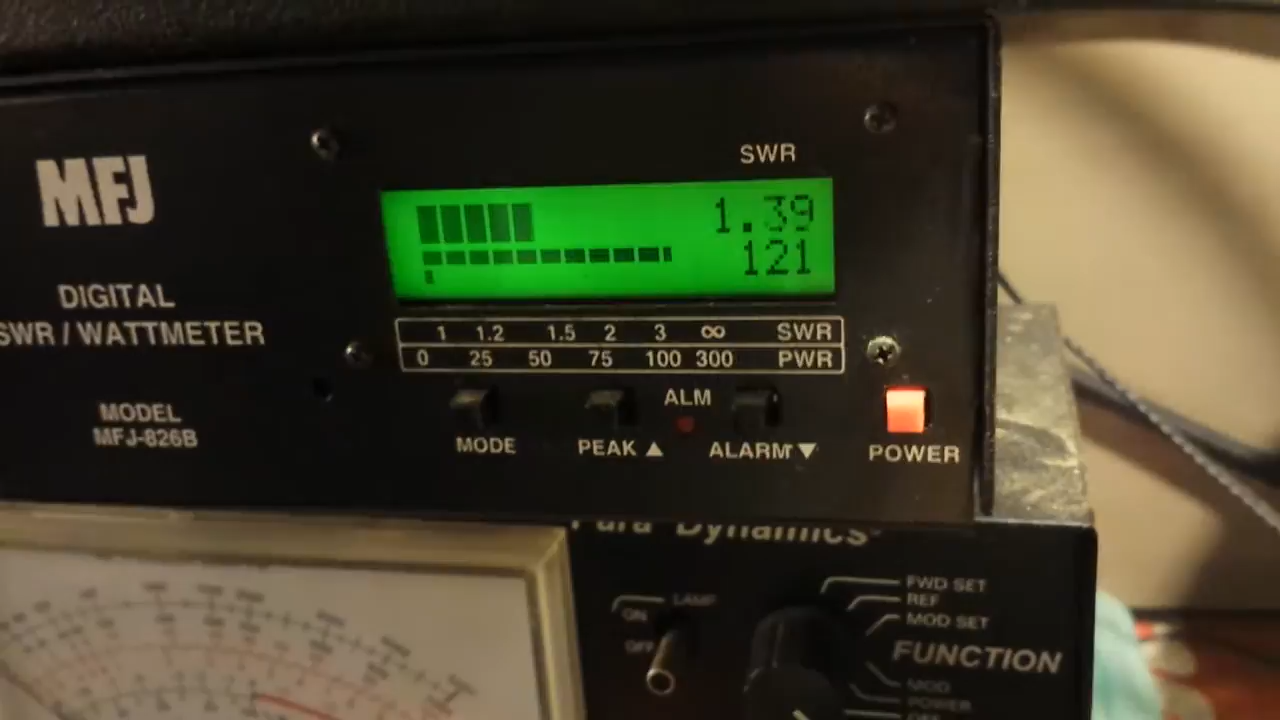 SWR
MFJ
1.39
121
DIGITAL
SWR / WATTMETER
1 1.2 1.5 2 3 ∞ SWR
0 25 50 75 100 300 PWR
MODEL
MFJ-826B
ALM
MODE PEAK ▲ ALARM ▼ POWER
Para Dynamics
FWD SET
LAMP
REF
ON
MOD SET
OFF
FUNCTION
MOD
POWER
OFF